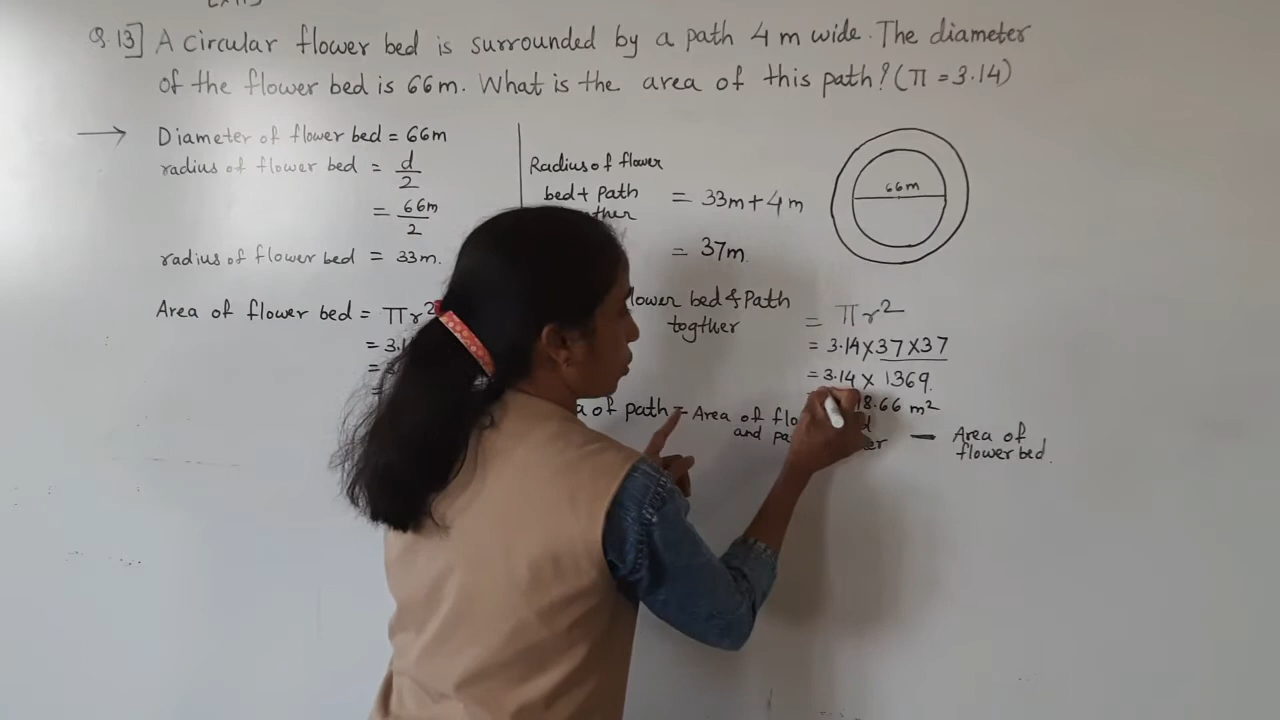 Q.13] A circular flower bed is surrounded by a path 4 m wide. The diameter
of the flower bed is 66m. What is the area of this path? (π = 3.14)
→ Diameter of flower bed = 66m
radius of flower bed = d/2
= 66m/2
radius of flower bed = 33m.
Area of flower bed = πr²
= 3.1
=
=
Radius of flower
bed + Path
= 33m + 4m
= 37m.
lower bed & Path
togther
= πr²
= 3.14 × 37 × 37
= 3.14 × 1369.
18.66 m²
a of path = Area of flo
and pa
— Area of
flower bed.
66m